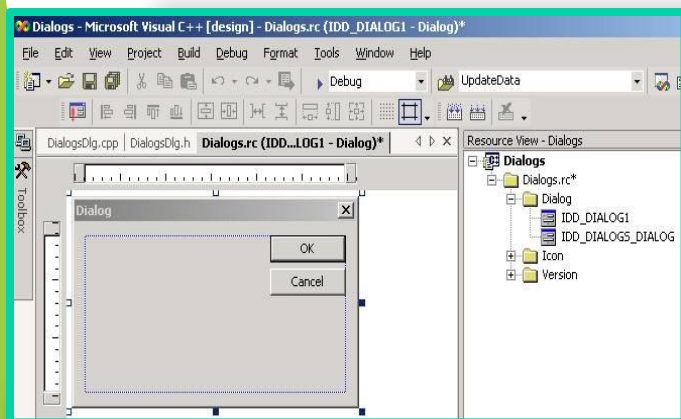 Dialogs - Microsoft Visual C++ [design] - Dialogs.rc (IDD_DIALOG1 - Dialog)*
File Edit View Project Build Debug Format Tools Window Help
Debug UpdateData
DialogsDlg.cpp DialogsDlg.h Dialogs.rc (IDD...LOG1 - Dialog)*
Resource View - Dialogs
Toolbox
Dialog
OK
Cancel
Dialogs
Dialogs.rc*
Dialog
IDD_DIALOG1
IDD_DIALOGS_DIALOG
Icon
Version